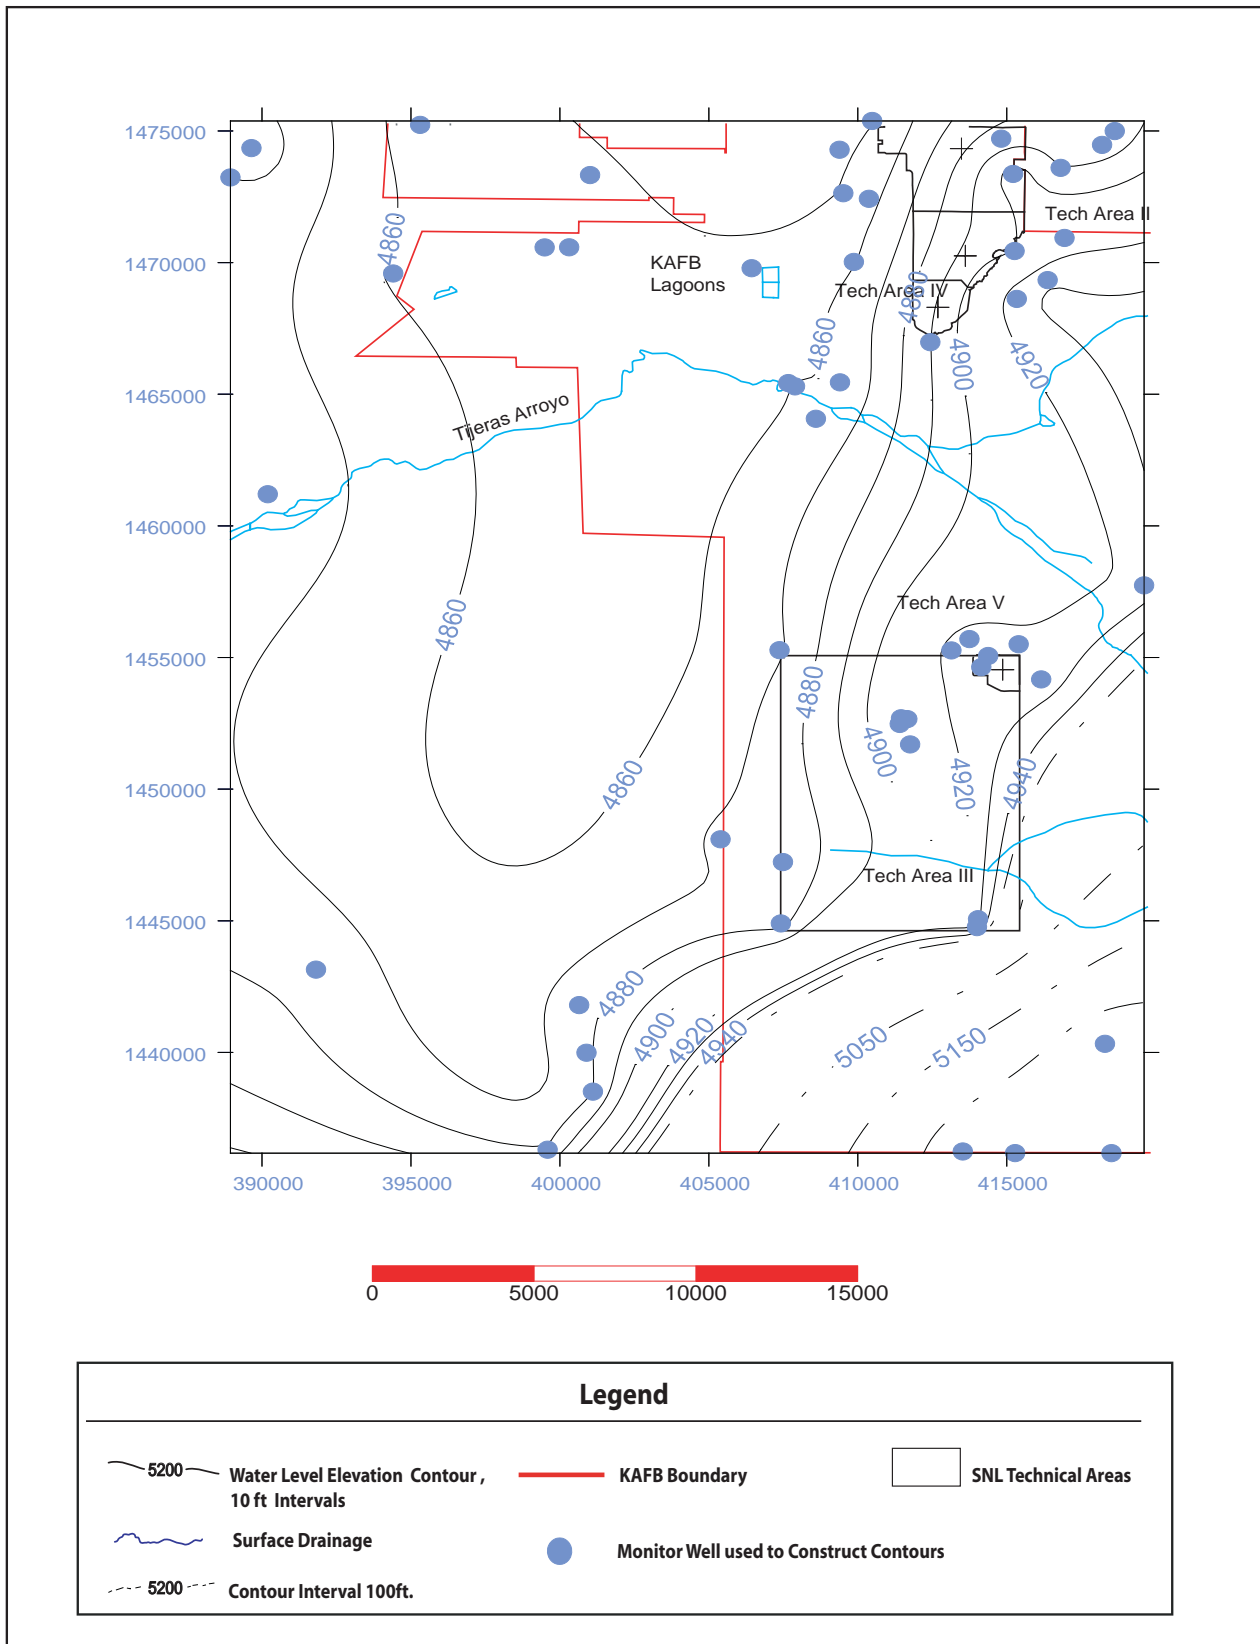 1475000
1470000
1465000
1460000
1455000
1450000
1445000
1440000
390000
395000
400000
405000
410000
415000
Tech Area II
4860
KAFB
Lagoons
Tech Area IV
4880
4860
4900
4920
Tijeras Arroyo
Tech Area V
4860
4880
4900
4920
4940
4860
Tech Area III
4880
4900
4920
4940
5050
5150
0
5000
10000
15000
Legend
5200
Water Level Elevation Contour ,
10 ft Intervals
KAFB Boundary
SNL Technical Areas
Surface Drainage
Monitor Well used to Construct Contours
5200
Contour Interval 100ft.